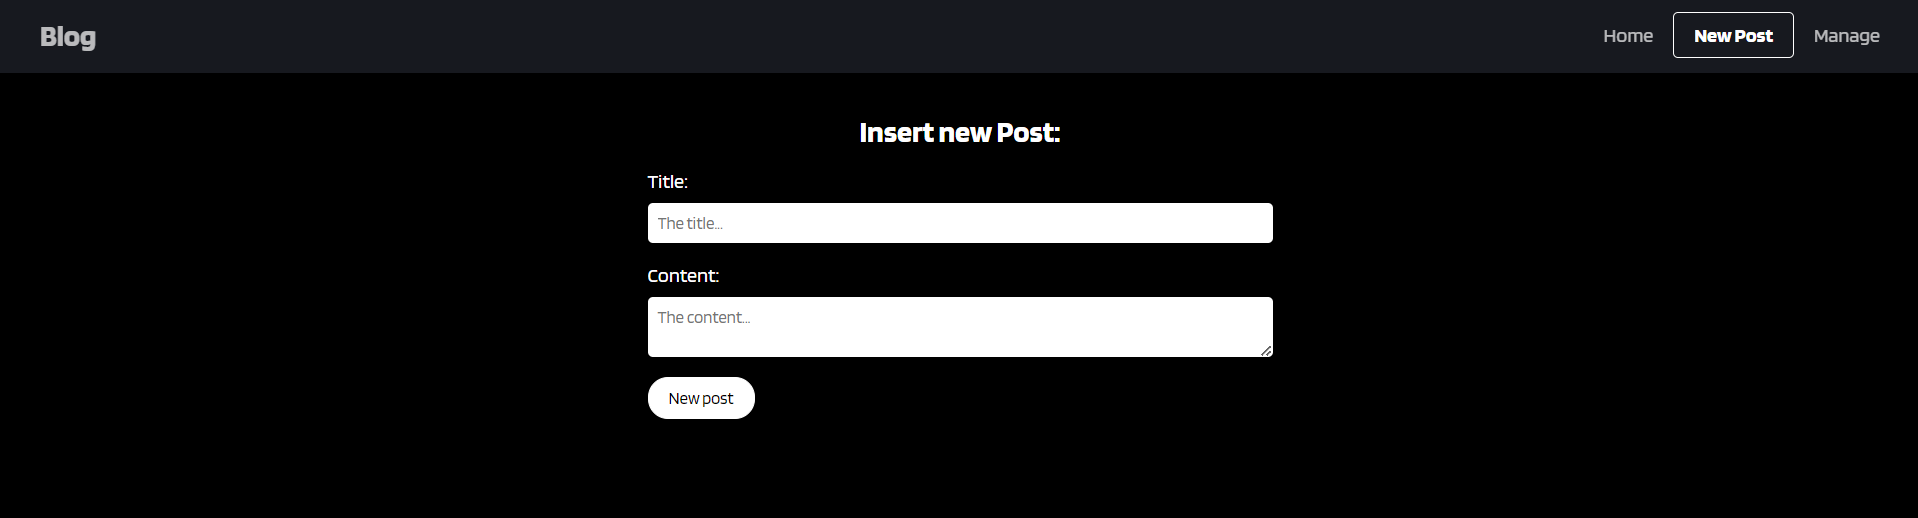 Blog
Home New Post Manage
Insert new Post:
Title:
The title...
Content:
The content...
New post